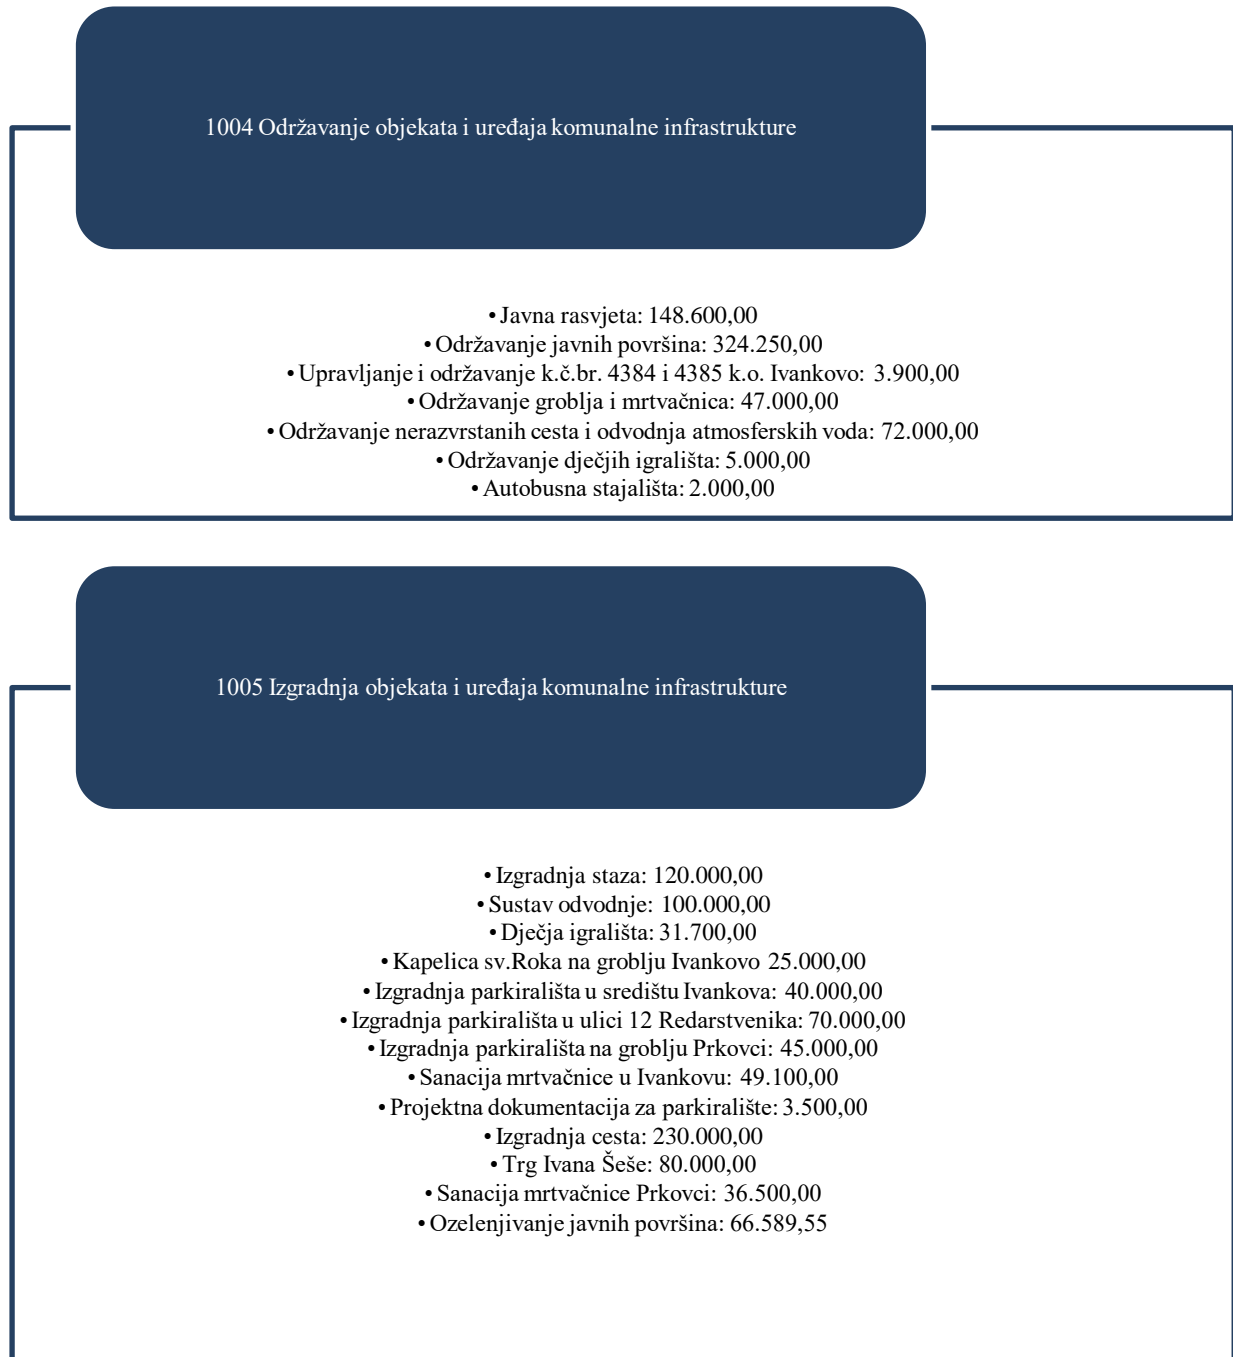 1004 Održavanje objekata i uređaja komunalne infrastrukture
• Javna rasvjeta: 148.600,00
• Održavanje javnih površina: 324.250,00
• Upravljanje i održavanje k.č.br. 4384 i 4385 k.o. Ivankovo: 3.900,00
• Održavanje groblja i mrtvačnica: 47.000,00
• Održavanje nerazvrstanih cesta i odvodnja atmosferskih voda: 72.000,00
• Održavanje dječjih igrališta: 5.000,00
• Autobusna stajališta: 2.000,00
1005 Izgradnja objekata i uređaja komunalne infrastrukture
• Izgradnja staza: 120.000,00
• Sustav odvodnje: 100.000,00
• Dječja igrališta: 31.700,00
• Kapelica sv.Roka na groblju Ivankovo 25.000,00
• Izgradnja parkirališta u središtu Ivankova: 40.000,00
• Izgradnja parkirališta u ulici 12 Redarstvenika: 70.000,00
• Izgradnja parkirališta na groblju Prkovci: 45.000,00
• Sanacija mrtvačnice u Ivankovu: 49.100,00
• Projektna dokumentacija za parkiralište: 3.500,00
• Izgradnja cesta: 230.000,00
• Trg Ivana Šeše: 80.000,00
• Sanacija mrtvačnice Prkovci: 36.500,00
• Ozelenjivanje javnih površina: 66.589,55